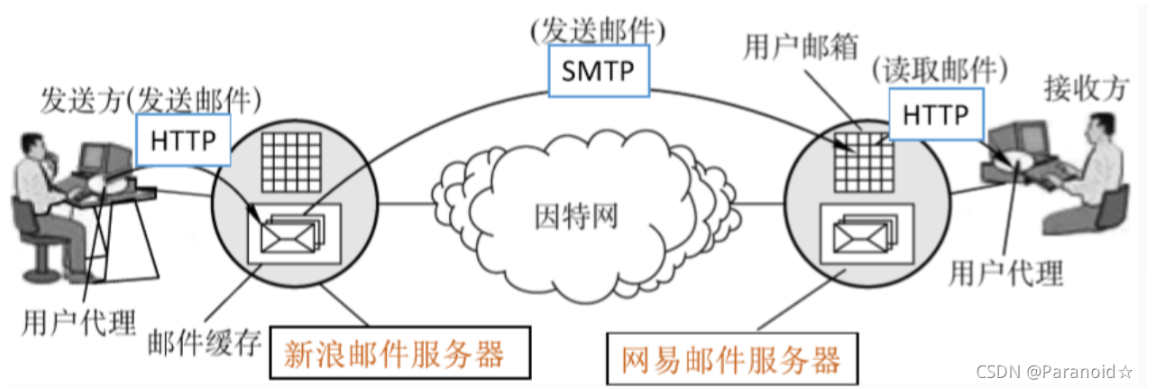 (发送邮件)
SMTP
用户邮箱
(读取邮件)
接收方
发送方(发送邮件)
HTTP
HTTP
因特网
用户代理
用户代理
邮件缓存
新浪邮件服务器
网易邮件服务器
CSDN @Paranoid☆